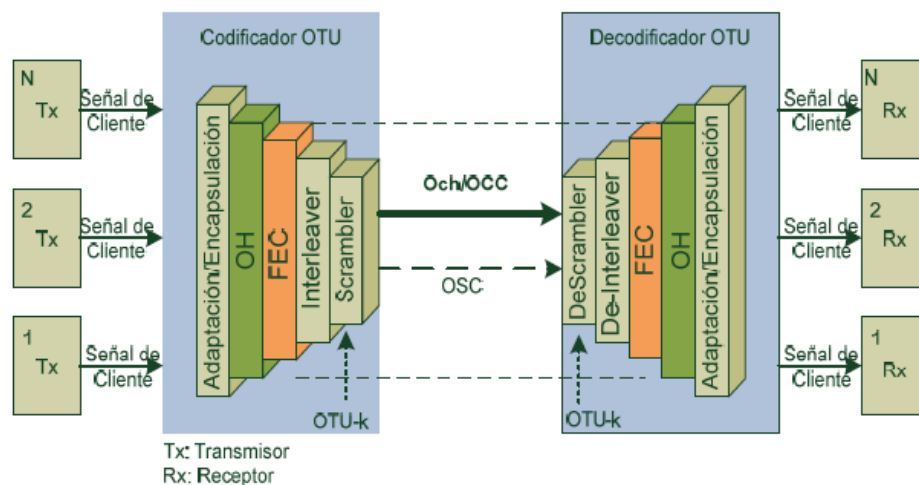 Codificador OTU
Decodificador OTU
N
Tx
Señal de
Cliente
2
Tx
Señal de
Cliente
1
Tx
Señal de
Cliente
Adaptación/Encapsulación
OH
FEC
Interleaver
Scrambler
OTU-k
Och/OCC
OSC
DeScrambler
De-Interleaver
FEC
OH
Adaptación/Encapsulación
OTU-k
Señal de
Cliente
N
Rx
Señal de
Cliente
2
Rx
Señal de
Cliente
1
Rx
Tx: Transmisor
Rx: Receptor